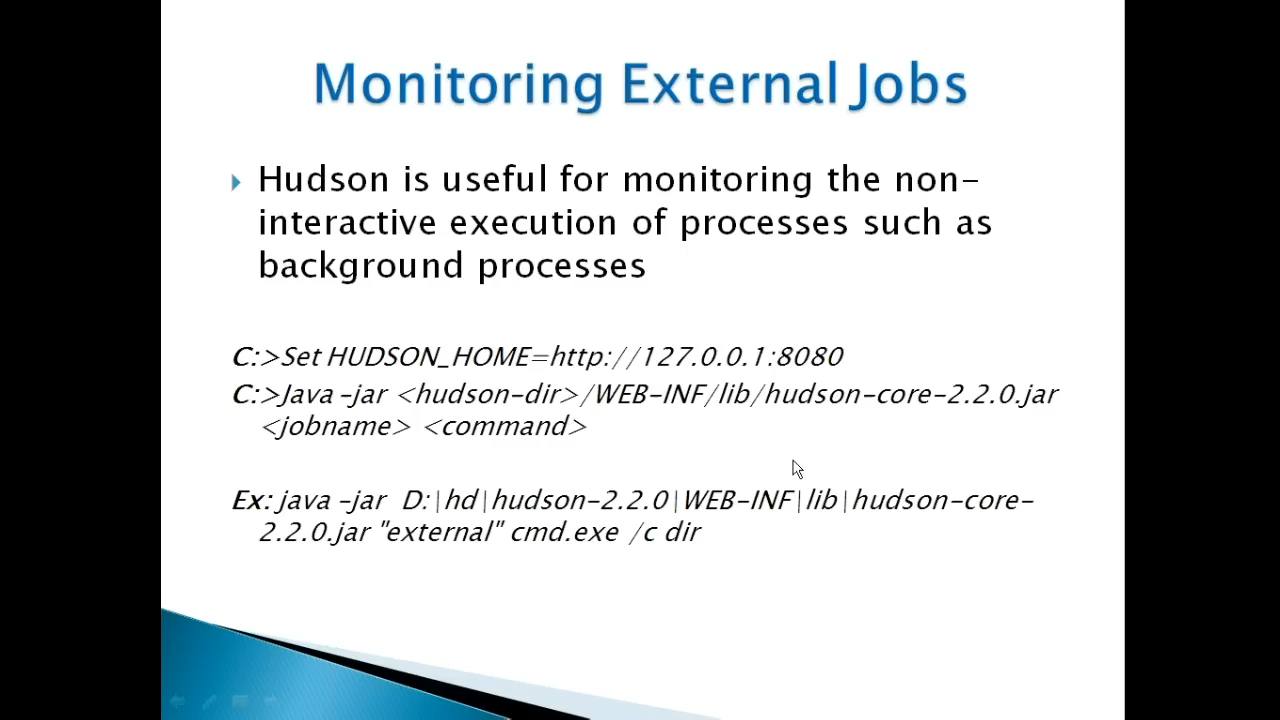 Monitoring External Jobs
Hudson is useful for monitoring the non-
interactive execution of processes such as
background processes
C:>Set HUDSON_HOME=http://127.0.0.1:8080
C:>Java -jar <hudson-dir>/WEB-INF/lib/hudson-core-2.2.0.jar
<jobname> <command>
Ex: java -jar D:\hd\hudson-2.2.0\WEB-INF\lib\hudson-core-
2.2.0.jar "external" cmd.exe /c dir